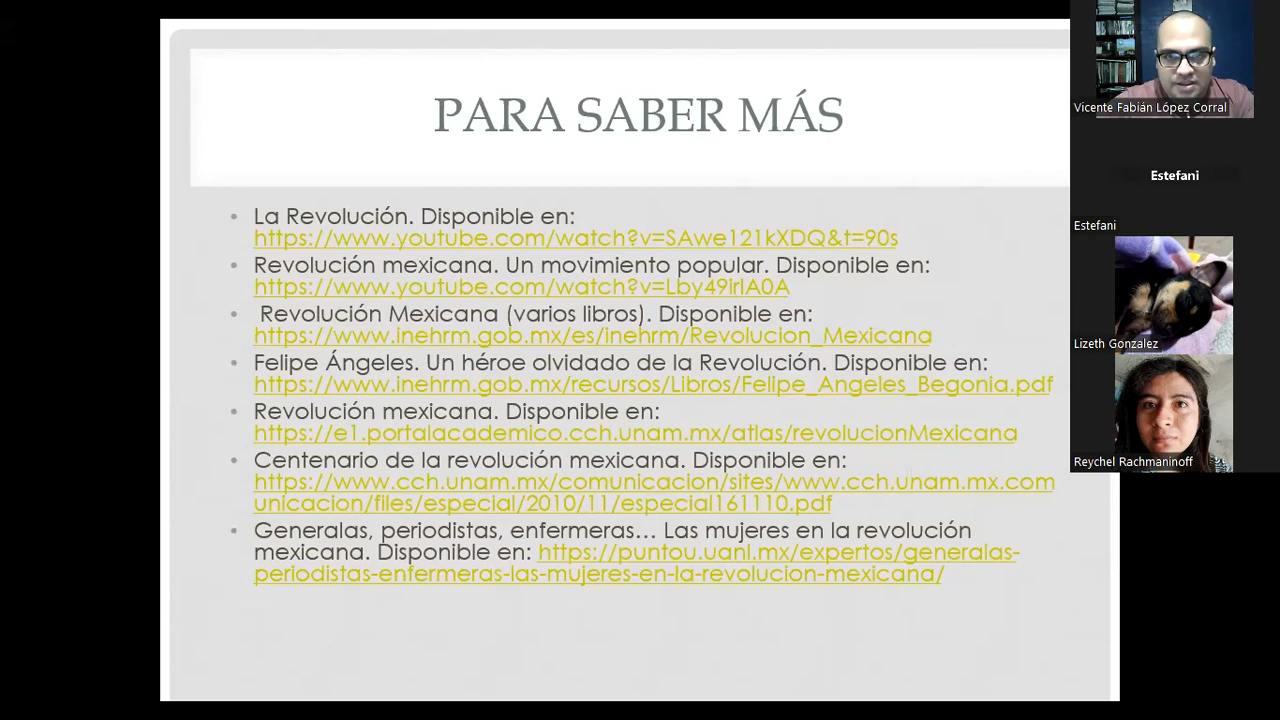 PARA SABER MÁS
• La Revolución. Disponible en:
https://www.youtube.com/watch?v=SAwe121kXDQ&t=90s
• Revolución mexicana. Un movimiento popular. Disponible en:
https://www.youtube.com/watch?v=Lby49irlA0A
• Revolución Mexicana (varios libros). Disponible en:
https://www.inehrm.gob.mx/es/inehrm/Revolucion_Mexicana
• Felipe Ángeles. Un héroe olvidado de la Revolución. Disponible en:
https://www.inehrm.gob.mx/recursos/Libros/Felipe_Angeles_Begonia.pdf
• Revolución mexicana. Disponible en:
https://e1.portalacademico.cch.unam.mx/atlas/revolucionMexicana
• Centenario de la revolución mexicana. Disponible en:
https://www.cch.unam.mx/comunicacion/sites/www.cch.unam.mx.com
unicacion/files/especial/2010/11/especial161110.pdf
• Generalas, periodistas, enfermeras… Las mujeres en la revolución
mexicana. Disponible en: https://puntou.uanl.mx/expertos/generalas-
periodistas-enfermeras-las-mujeres-en-la-revolucion-mexicana/
Vicente Fabián López Corral
Estefani
Estefani
Lizeth Gonzalez
Reychel Rachmaninoff